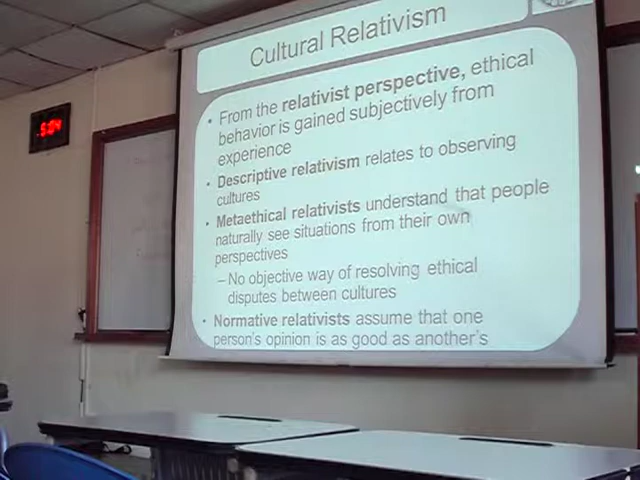 Cultural Relativism
• From the relativist perspective, ethical
behavior is gained subjectively from
experience
• Descriptive relativism relates to observing
cultures
• Metaethical relativists understand that people
naturally see situations from their own
perspectives
– No objective way of resolving ethical
disputes between cultures
• Normative relativists assume that one
person's opinion is as good as another's
5:04